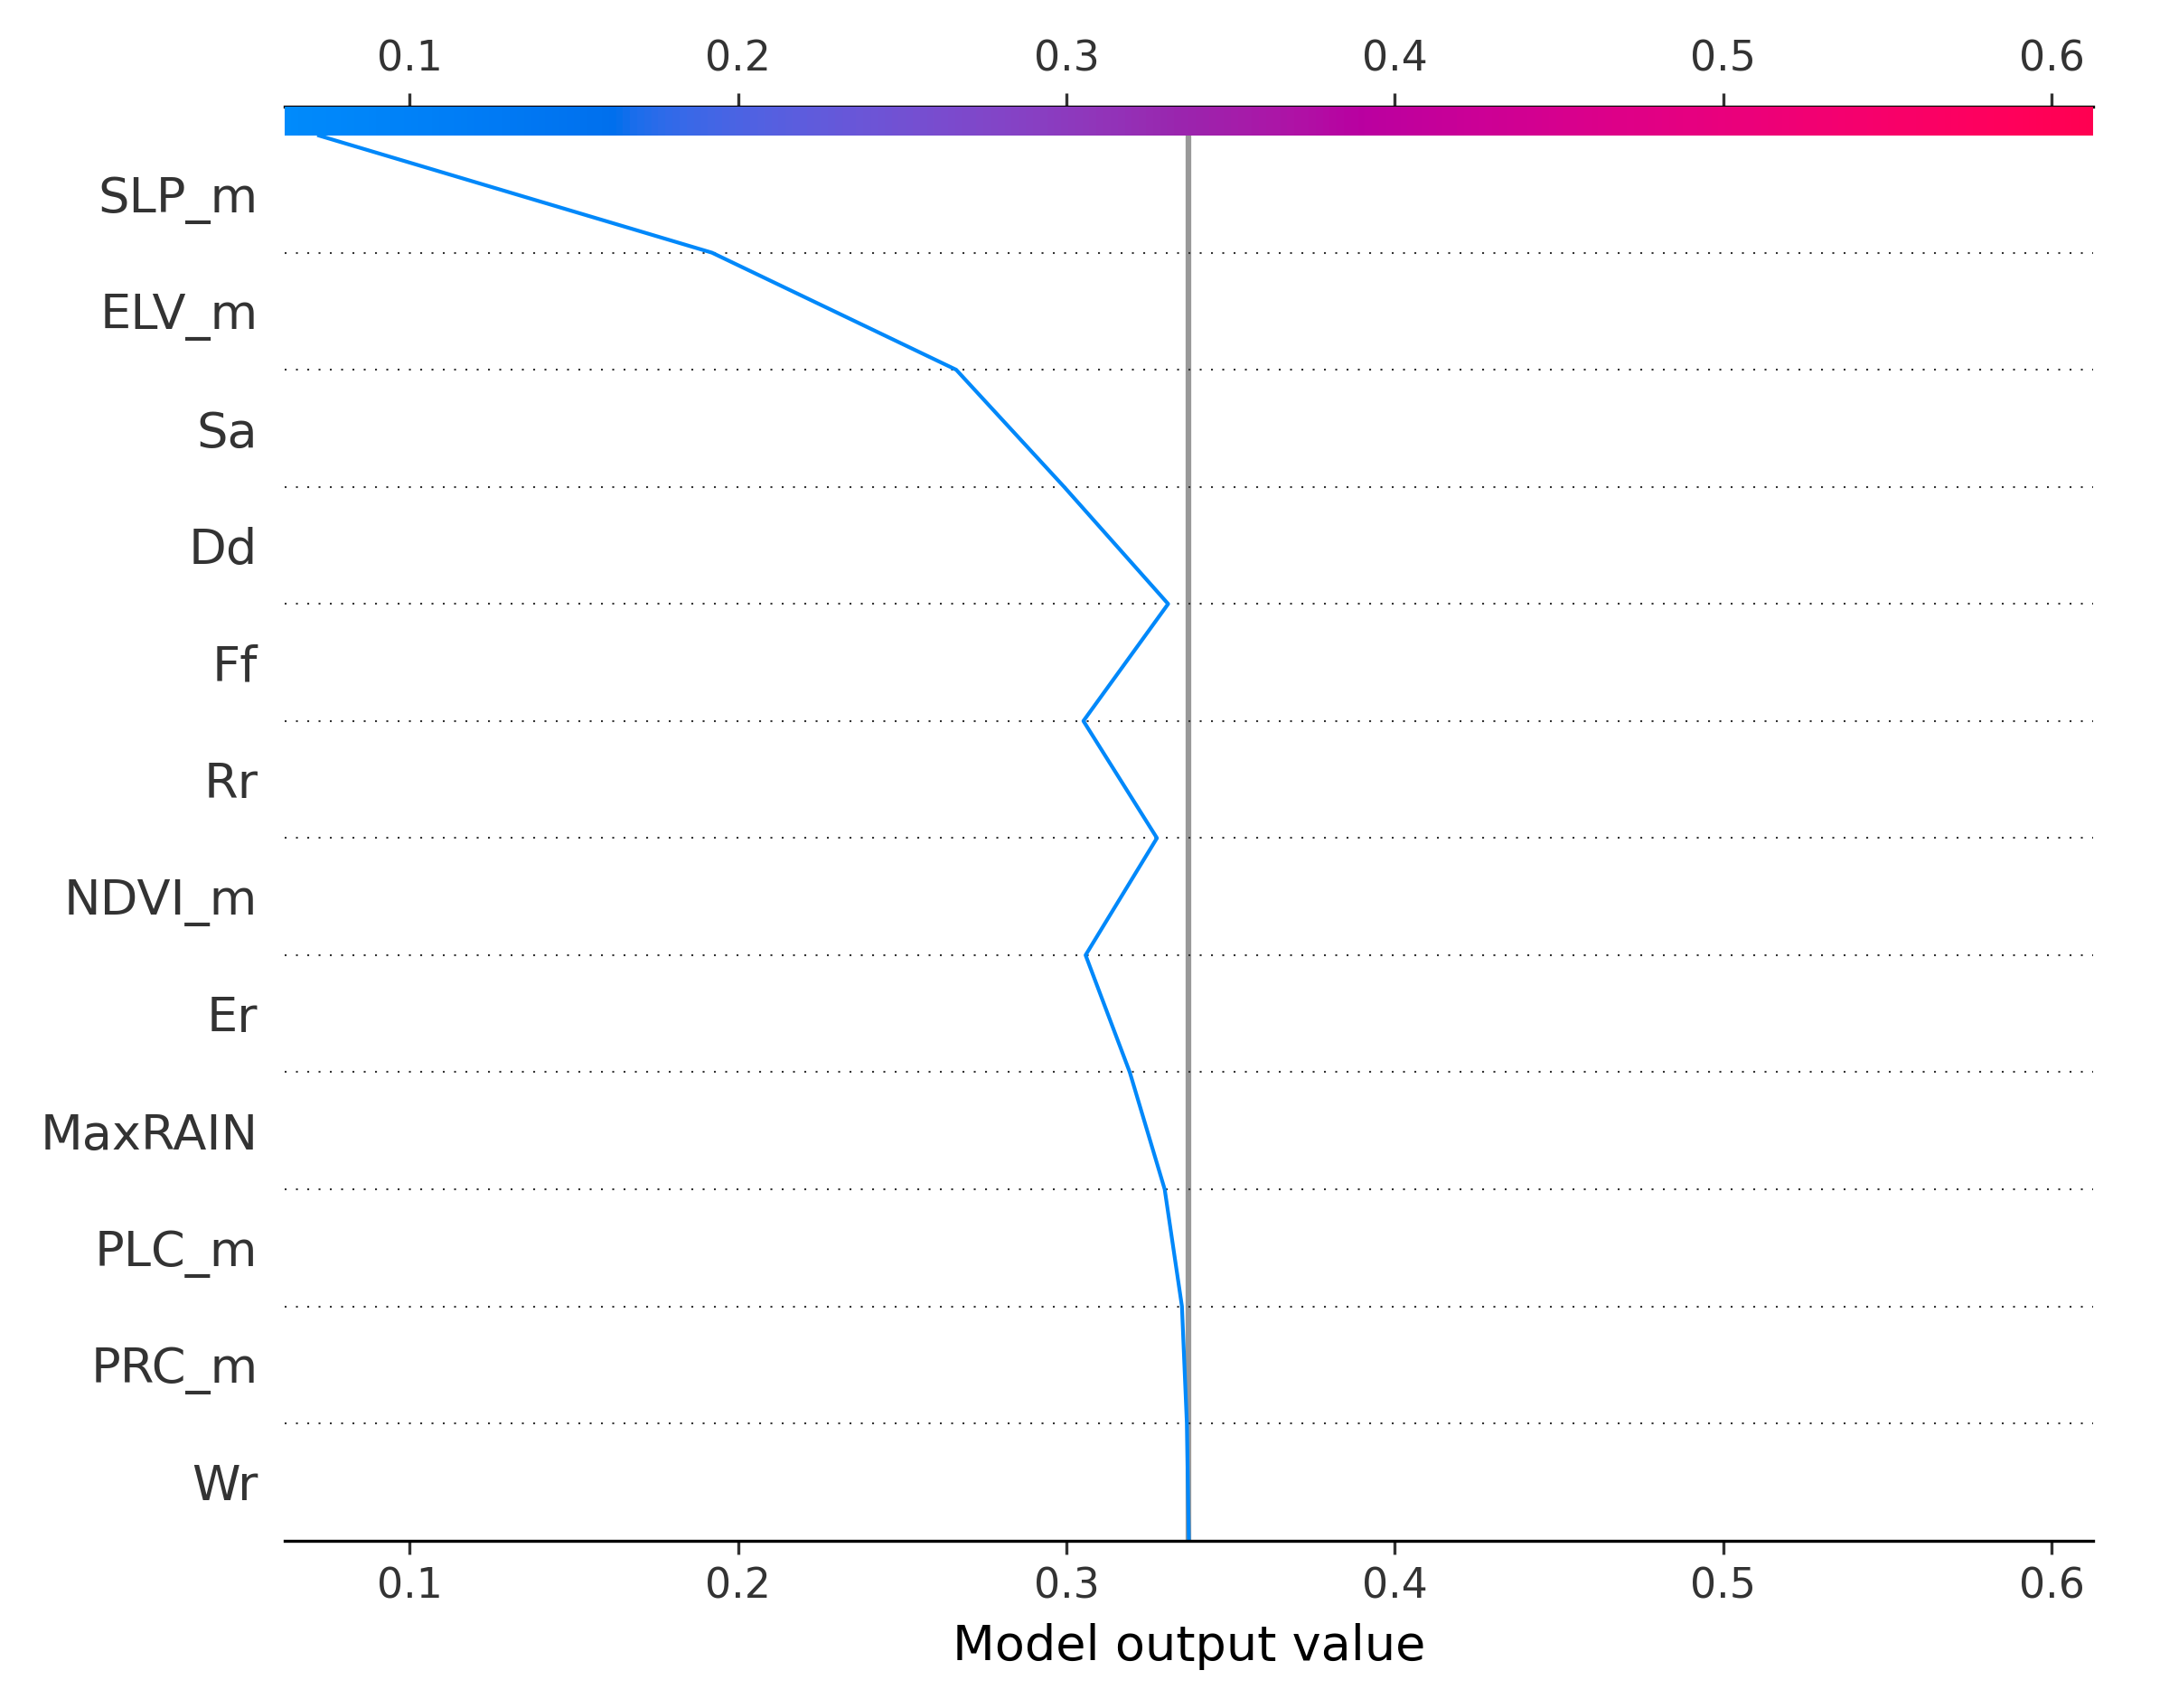 0.1 0.2 0.3 0.4 0.5 0.6
SLP_m
ELV_m
Sa
Dd
Ff
Rr
NDVI_m
Er
MaxRAIN
PLC_m
PRC_m
Wr
0.1 0.2 0.3 0.4 0.5 0.6
Model output value